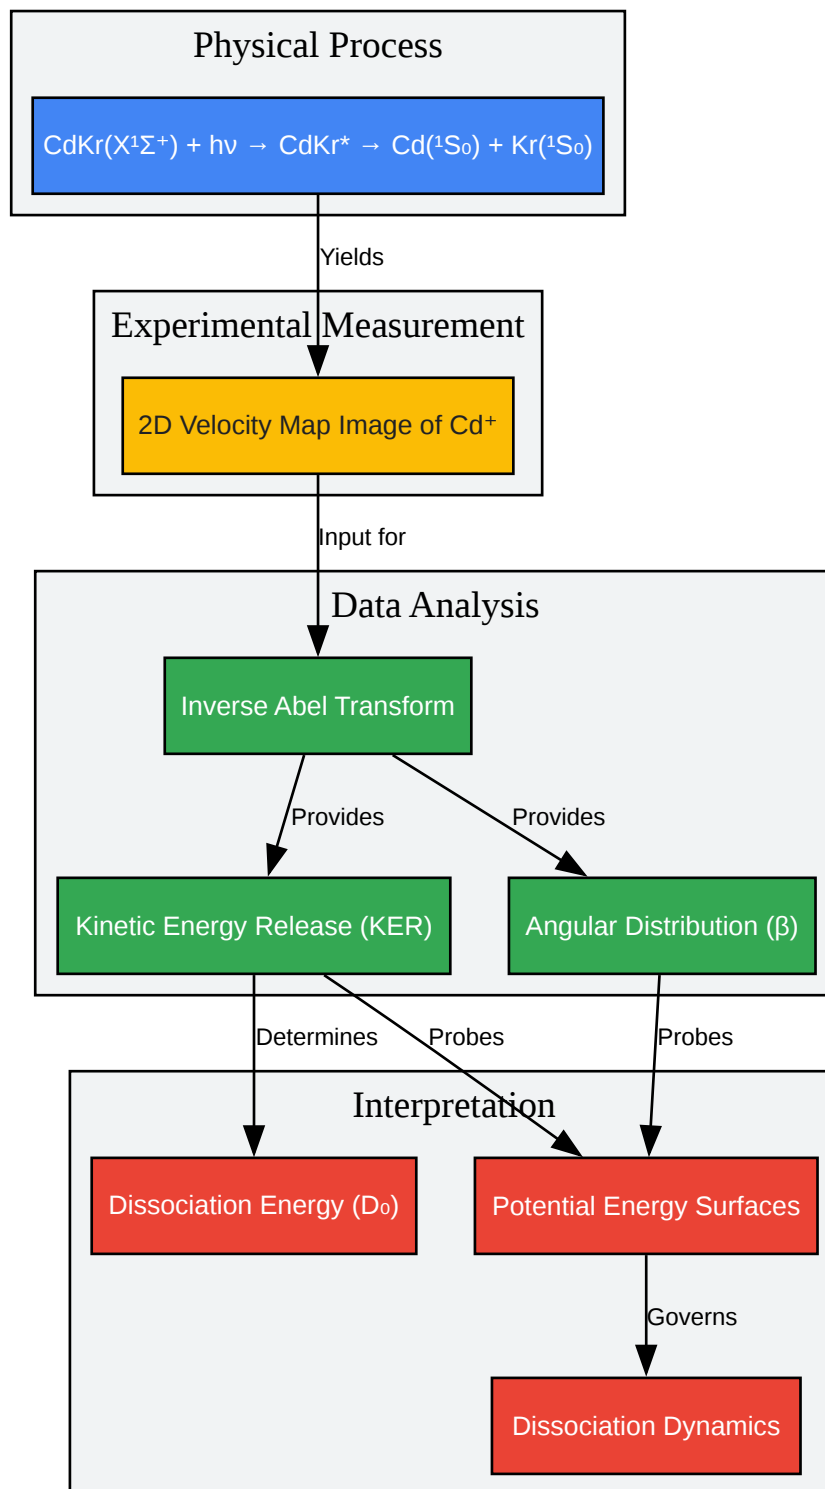 Physical Process
CdKr(X¹Σ⁺) + hν → CdKr* → Cd(¹S₀) + Kr(¹S₀)
Yields
Experimental Measurement
2D Velocity Map Image of Cd⁺
Input for
Data Analysis
Inverse Abel Transform
Provides
Provides
Kinetic Energy Release (KER)
Angular Distribution (β)
Determines
Probes
Probes
Interpretation
Dissociation Energy (D₀)
Potential Energy Surfaces
Governs
Dissociation Dynamics